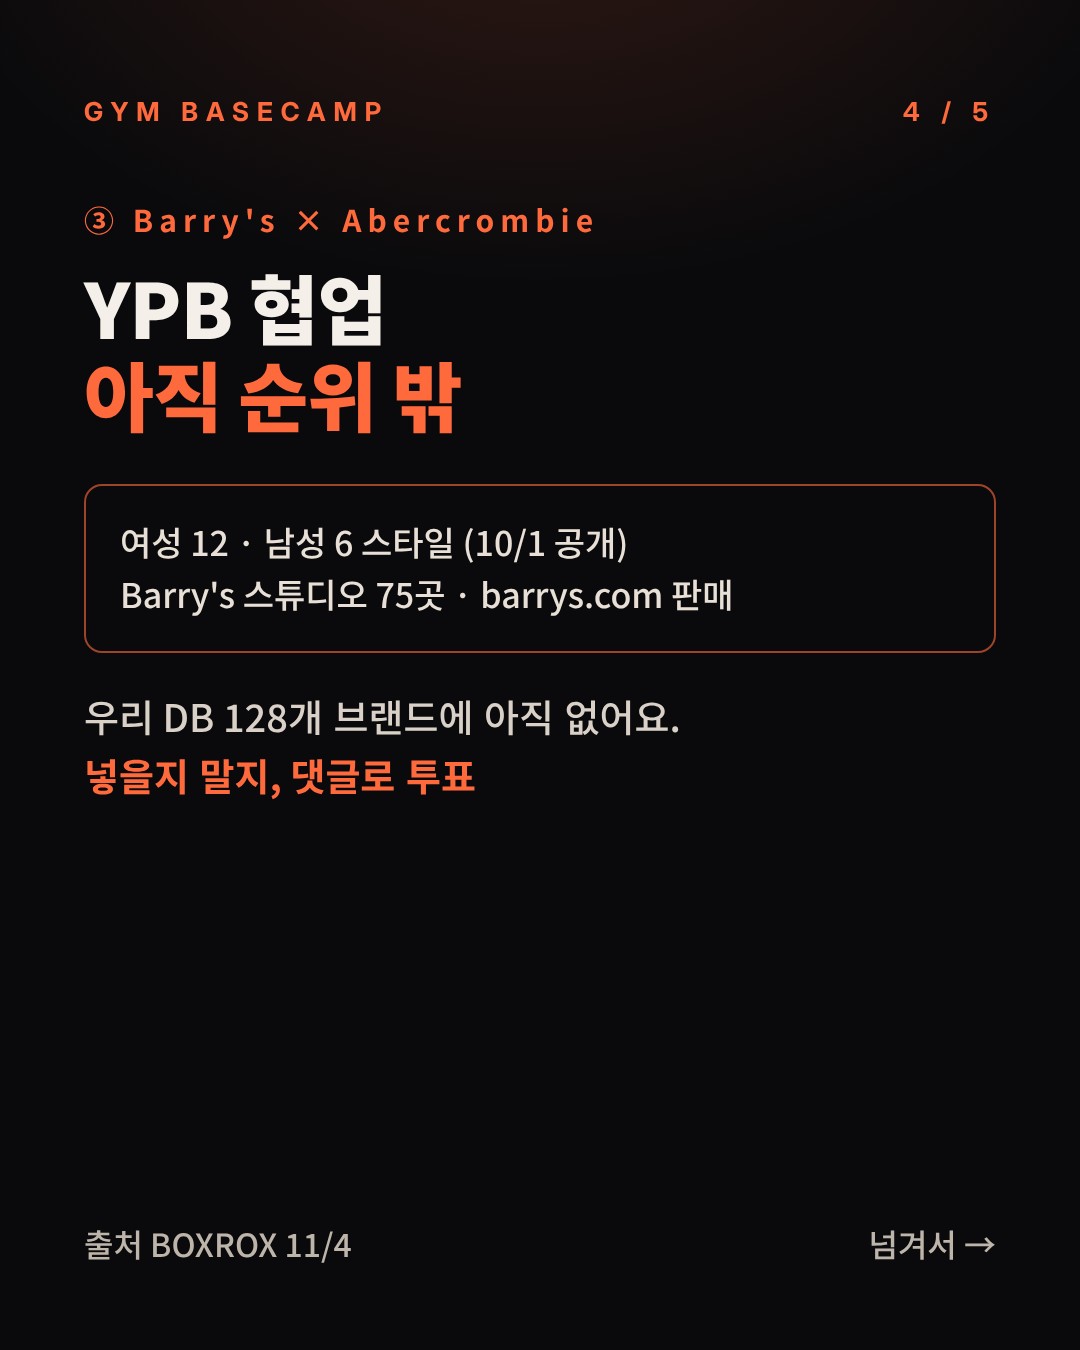 GYM BASECAMP
4 / 5
③ Barry's × Abercrombie
YPB 협업
아직 순위 밖
여성 12 · 남성 6 스타일 (10/1 공개)
Barry's 스튜디오 75곳 · barrys.com 판매
우리 DB 128개 브랜드에 아직 없어요.
넣을지 말지, 댓글로 투표
출처 BOXROX 11/4
넘겨서 →